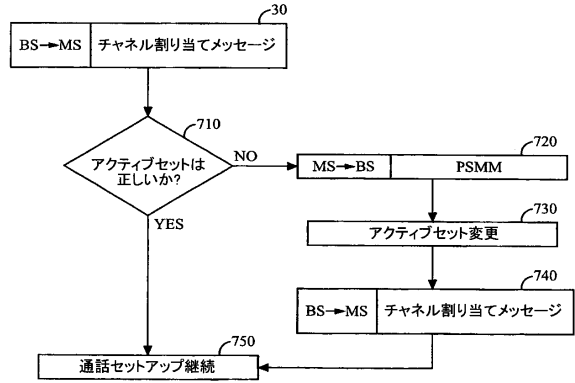 30
BS→MS チャネル割り当てメッセージ
710
アクティブセットは
正しいか?
NO
YES
720
MS→BS PSMM
730
アクティブセット変更
740
BS→MS チャネル割り当てメッセージ
750
通話セットアップ継続